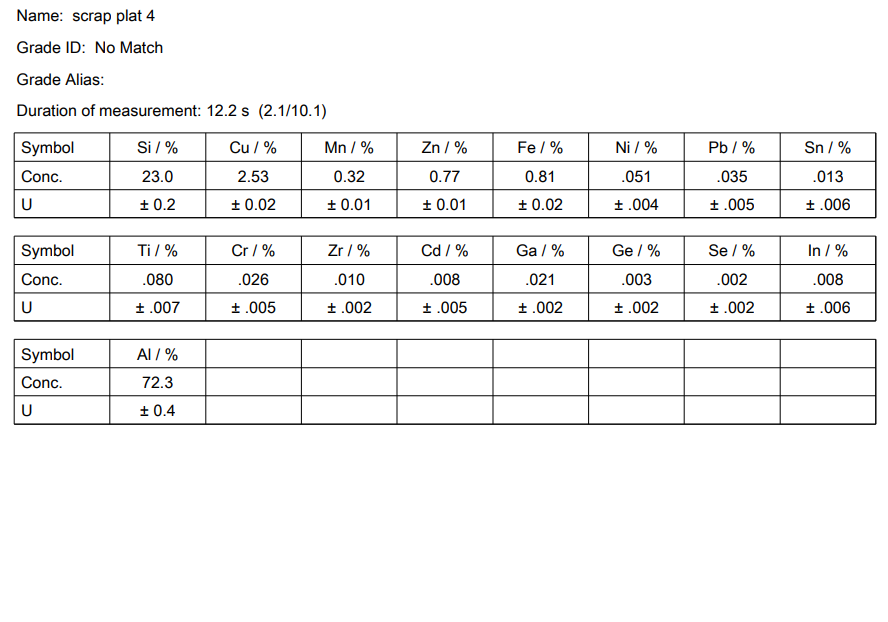 Name: scrap plat 4
Grade ID: No Match
Grade Alias:
Duration of measurement: 12.2 s (2.1/10.1)
Symbol Si / % Cu / % Mn / % Zn / % Fe / % Ni / % Pb / % Sn / %
Conc. 23.0 2.53 0.32 0.77 0.81 .051 .035 .013
U ± 0.2 ± 0.02 ± 0.01 ± 0.01 ± 0.02 ± .004 ± .005 ± .006
Symbol Ti / % Cr / % Zr / % Cd / % Ga / % Ge / % Se / % In / %
Conc. .080 .026 .010 .008 .021 .003 .002 .008
U ± .007 ± .005 ± .002 ± .005 ± .002 ± .002 ± .002 ± .006
Symbol Al / %
Conc. 72.3
U ± 0.4